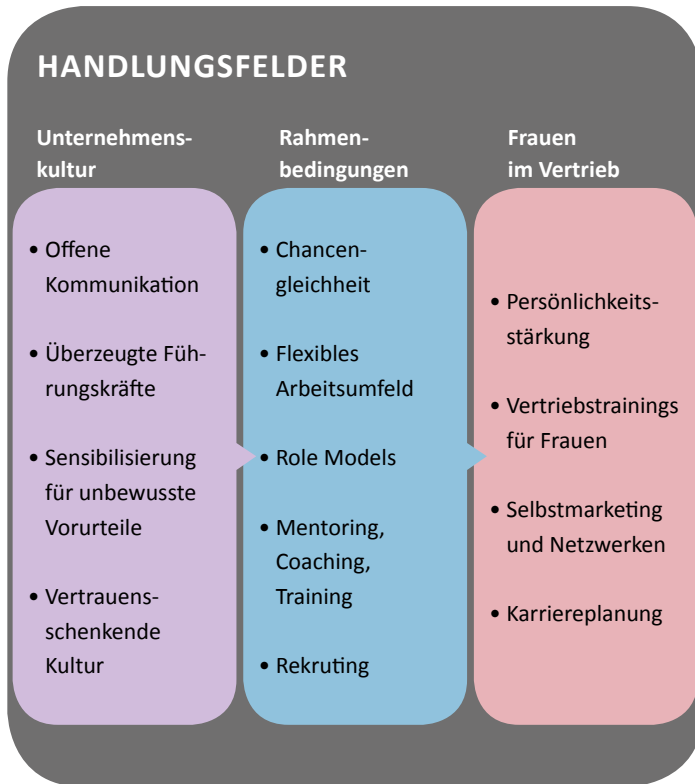 HANDLUNGSFELDER
Unternehmens-
kultur
• Offene
Kommunikation
• Überzeugte Füh-
rungskräfte
• Sensibilisierung
für unbewusste
Vorurteile
• Vertrauens-
schenkende
Kultur
Rahmen-
bedingungen
• Chancen-
gleichheit
• Flexibles
Arbeitsumfeld
• Role Models
• Mentoring,
Coaching,
Training
• Rekruting
Frauen
im Vertrieb
• Persönlichkeits-
stärkung
• Vertriebstrainings
für Frauen
• Selbstmarketing
und Netzwerken
• Karriereplanung